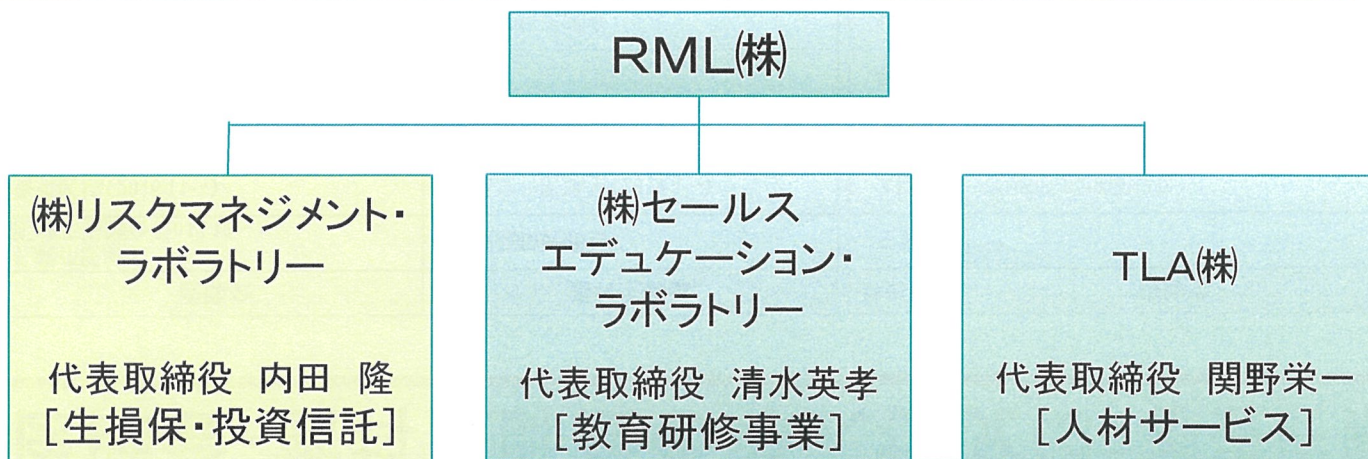 RML㈱
㈱リスクマネジメント・
ラボラトリー
代表取締役 内田 隆
[生損保・投資信託]
㈱セールス
エデュケーション・
ラボラトリー
代表取締役 清水英孝
[教育研修事業]
TLA㈱
代表取締役 関野栄一
[人材サービス]